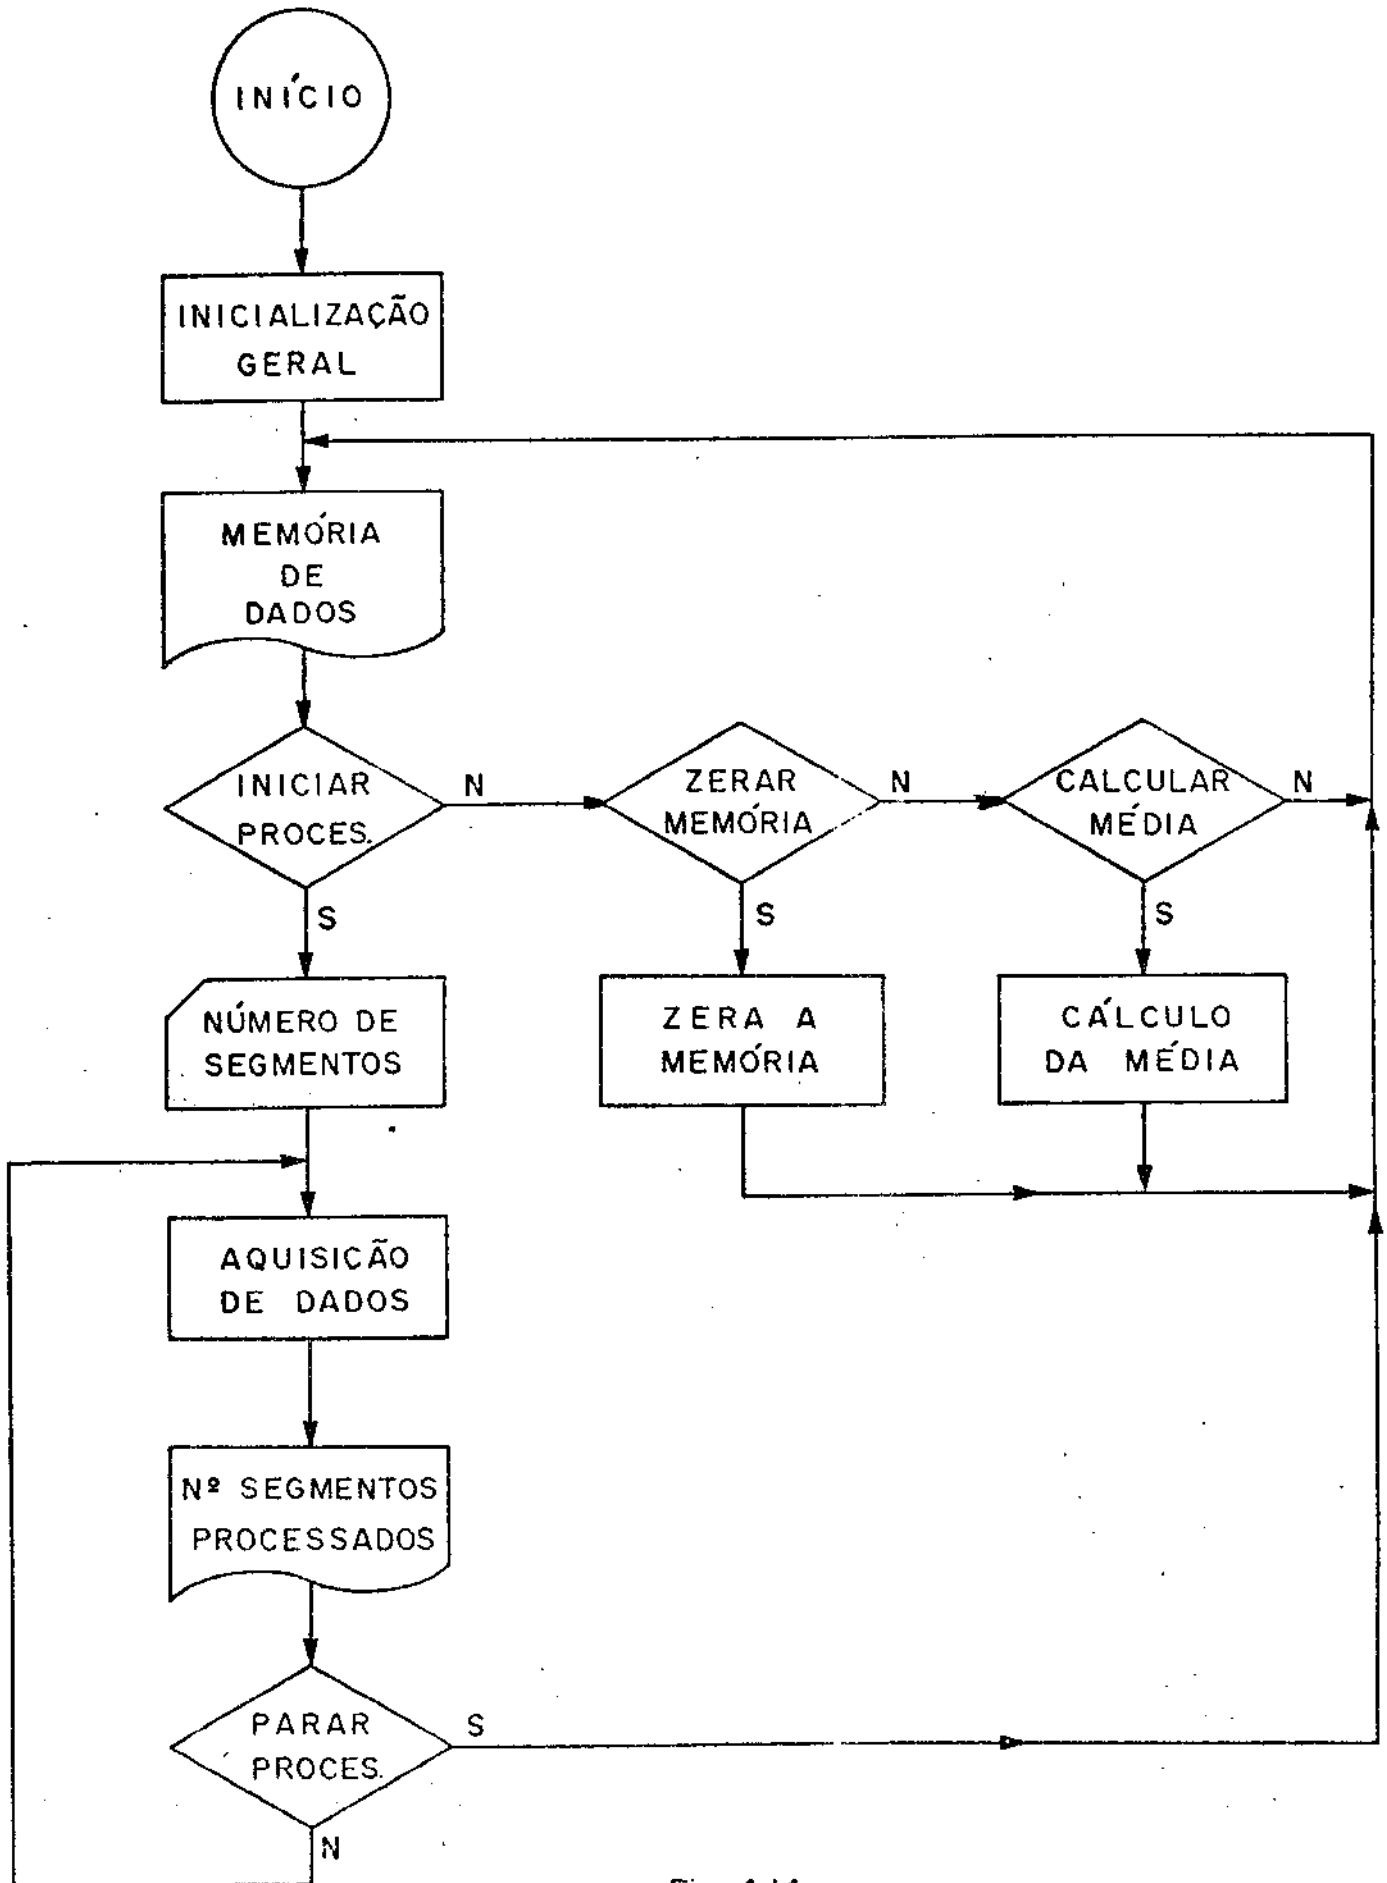 INÍCIO
INICIALIZAÇÃO
GERAL
MEMÓRIA
DE
DADOS
INICIAR
PROCES.
N
ZERAR
MEMÓRIA
N
CALCULAR
MÉDIA
N
S
S
S
NÚMERO DE
SEGMENTOS
ZERA A
MEMÓRIA
CÁLCULO
DA MÉDIA
AQUISICÃO
DE DADOS
Nº SEGMENTOS
PROCESSADOS
PARAR
PROCES.
S
N